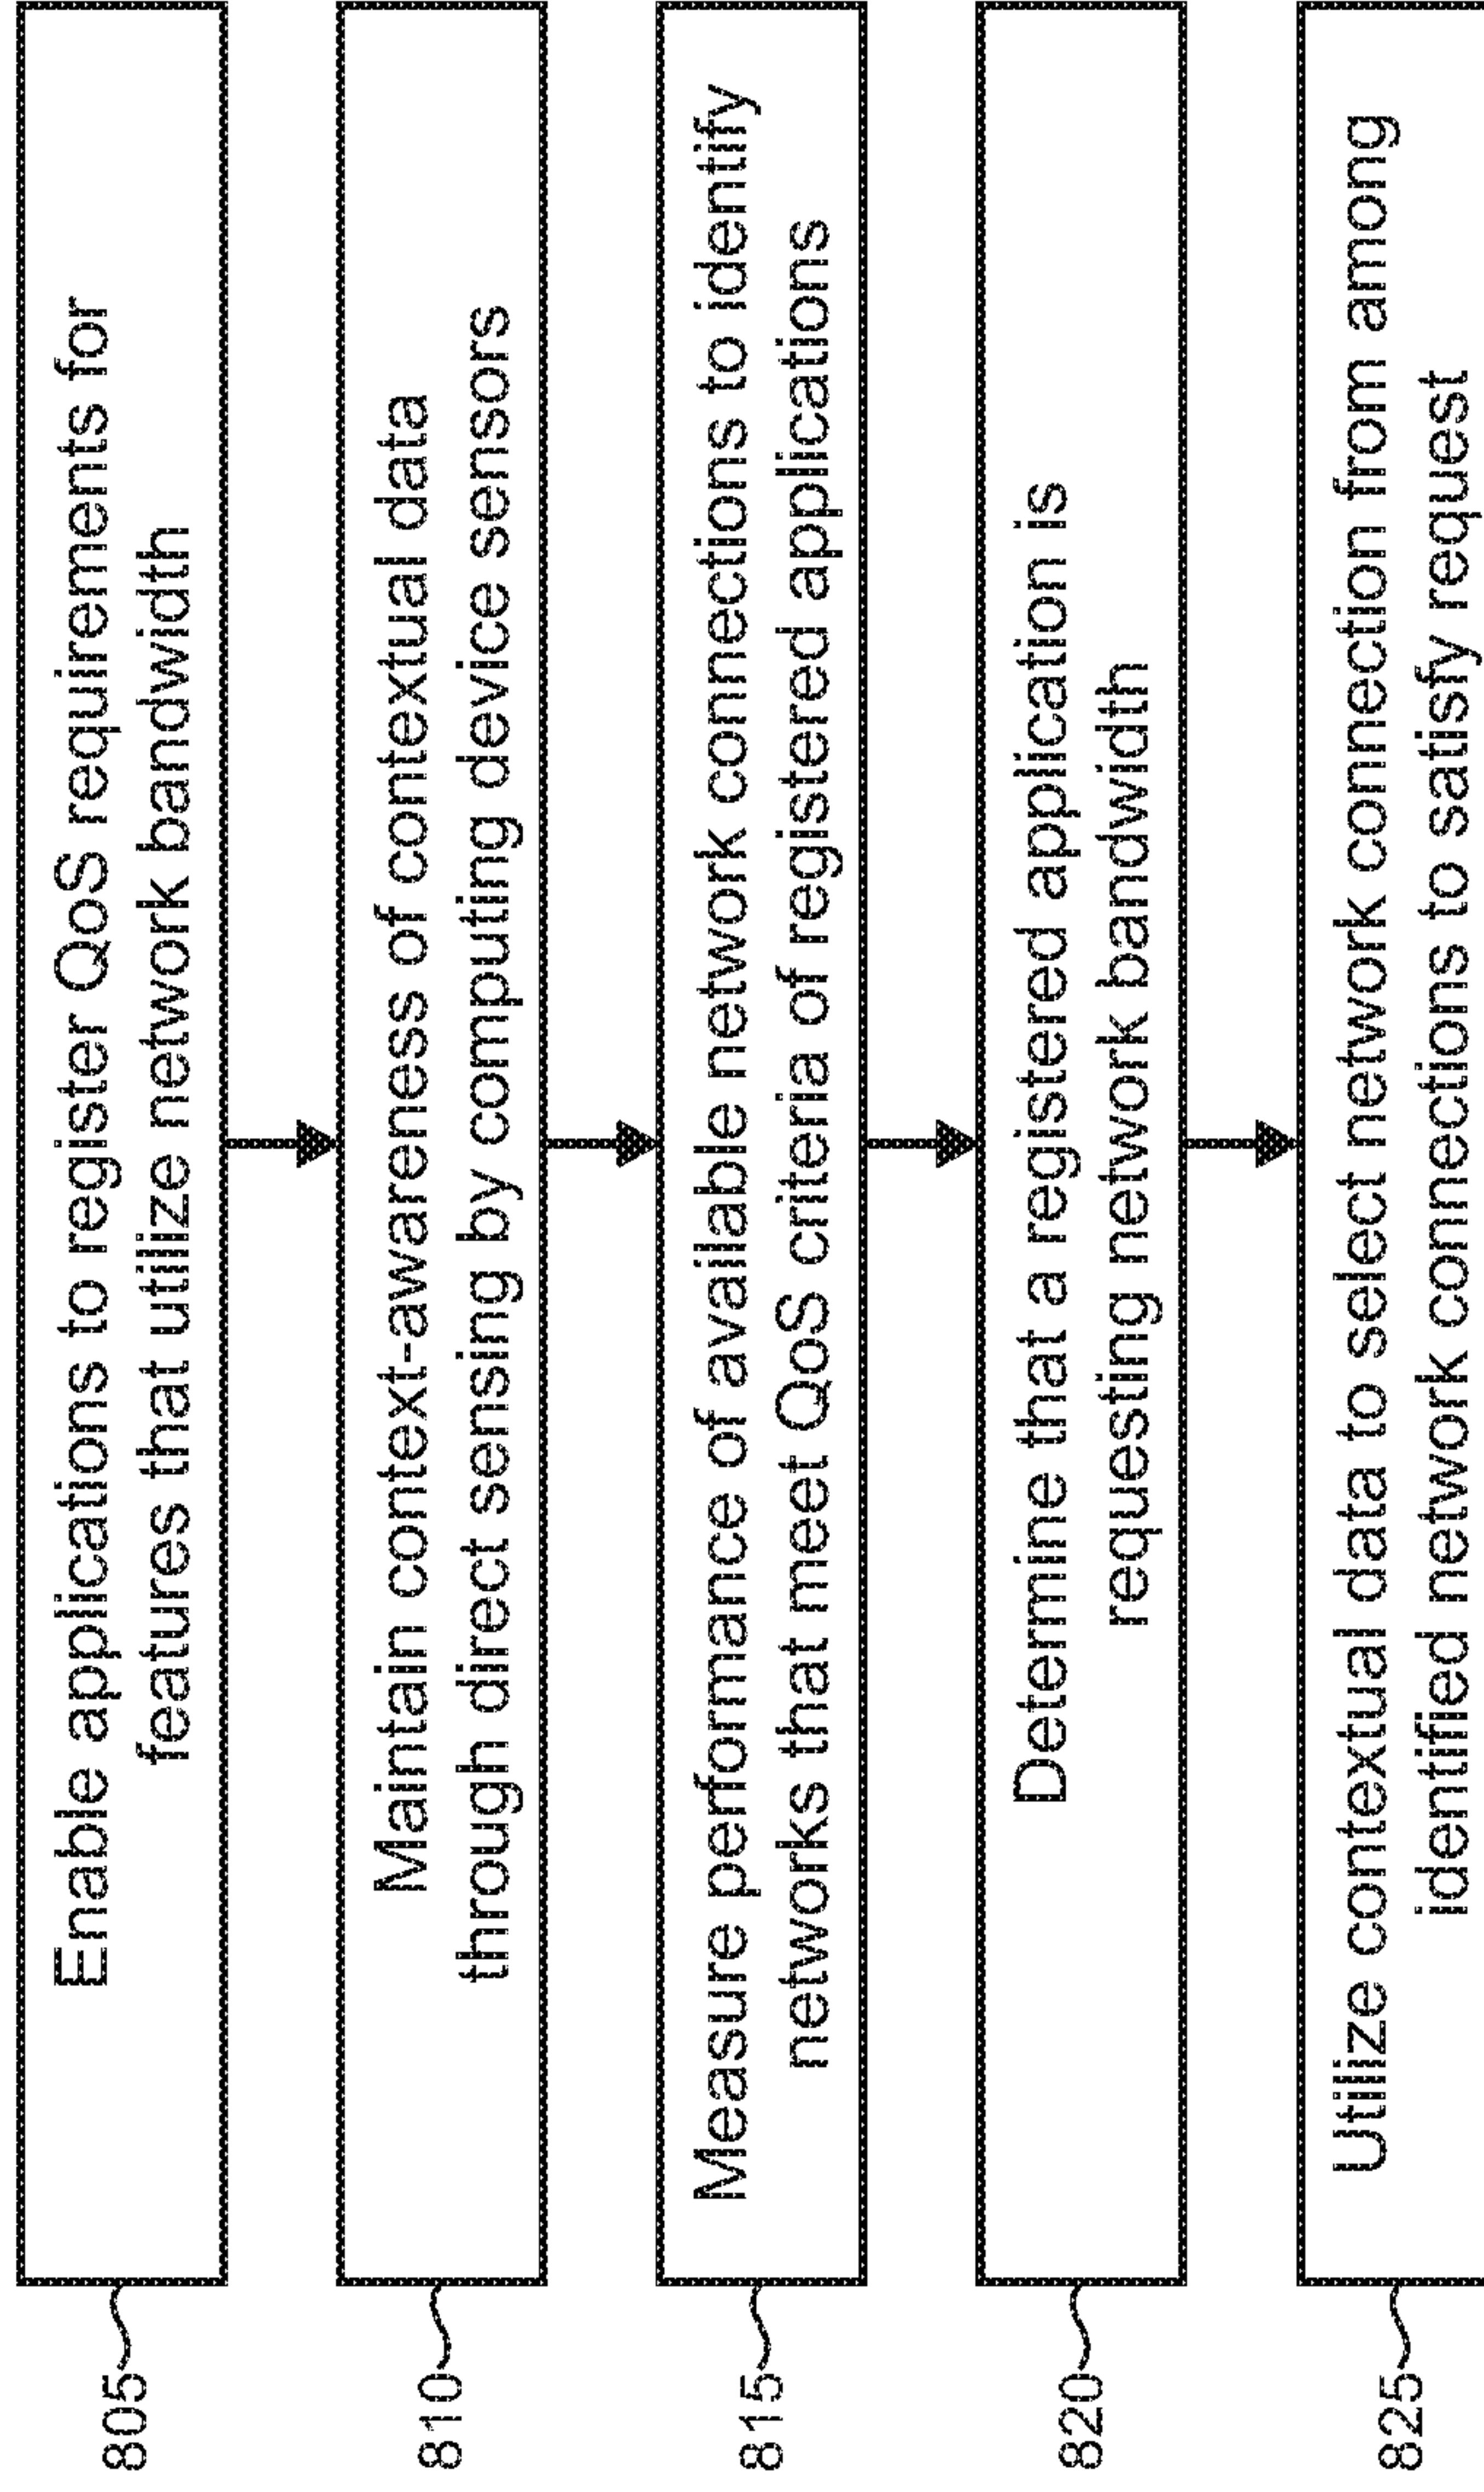 805
Enable applications to register QoS requirements for
features that utilize network bandwidth
810
Maintain context-awareness of contextual data
through direct sensing by computing device sensors
815
Measure performance of available network connections to identify
networks that meet QoS criteria of registered applications
820
Determine that a registered application is
requesting network bandwidth
825
Utilize contextual data to select network connection from among
identified network connections to satisfy request